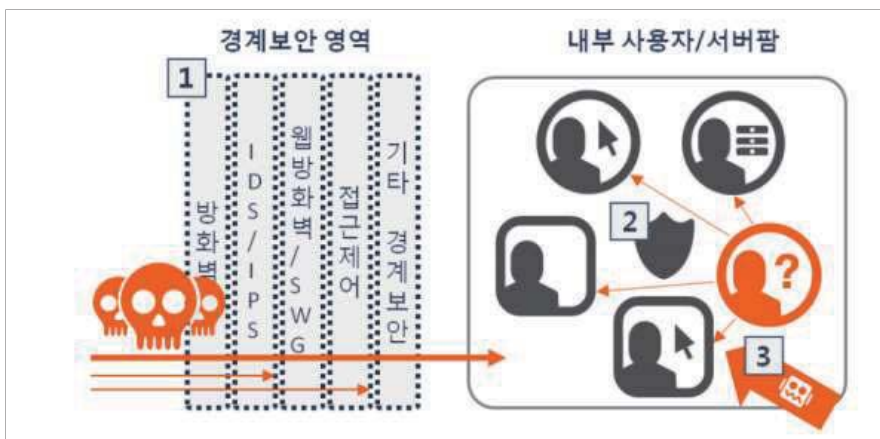 경계보안 영역
내부 사용자/서버팜
1
방화벽
IDS/IPS
웹방화벽/SWG
접근제어
기타 경계보안
2
?
3